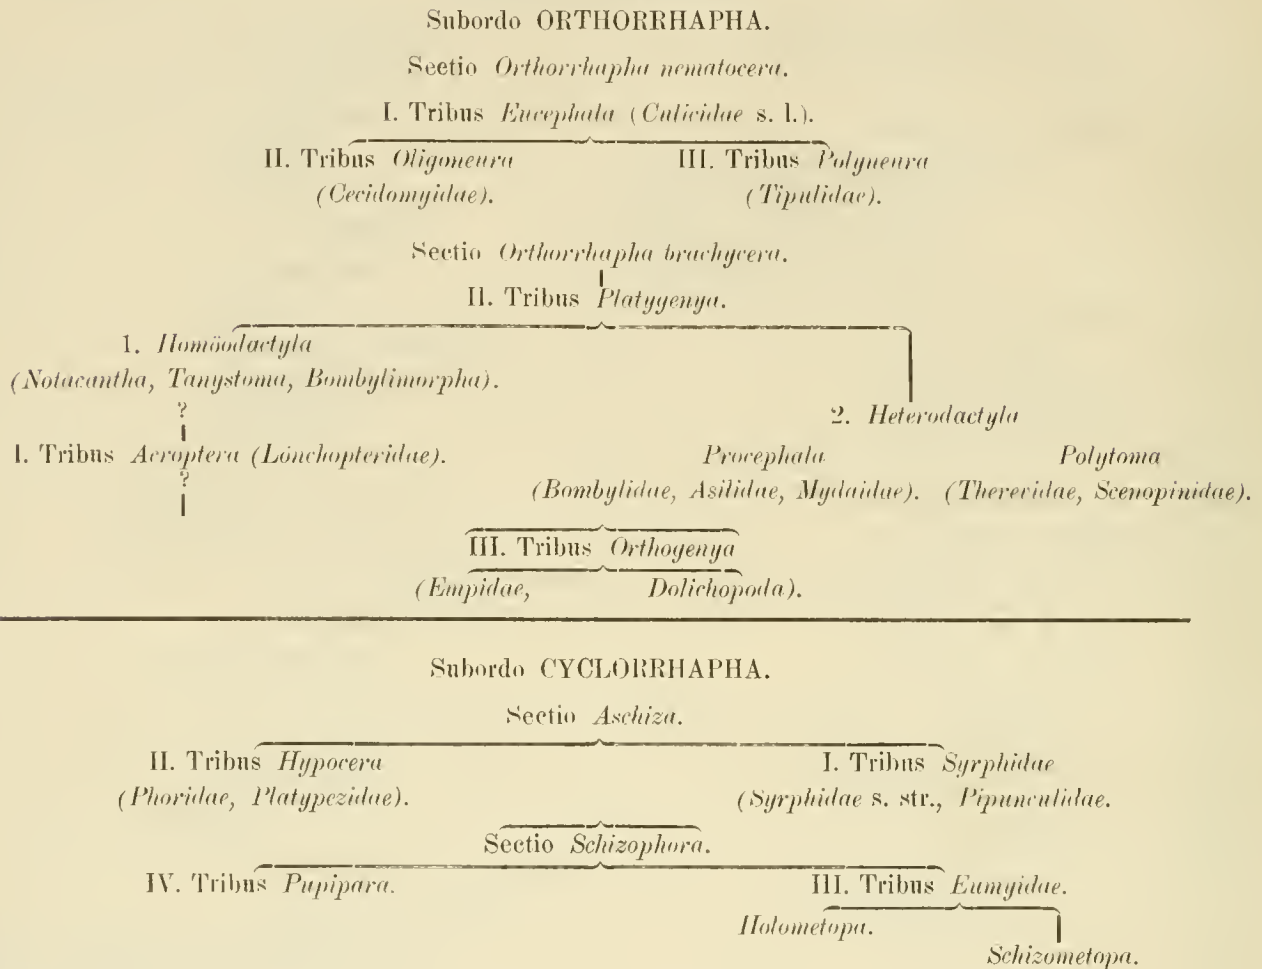 Subordo ORTHORRHAPHA.
Sectio Orthorrhapha nematocera.
I. Tribus Eucephala (Culicidae s. l.).
II. Tribus Oligoneura III. Tribus Polyneura
(Cecidomyidae). (Tipulidae).
Sectio Orthorrhapha brachycera.
II. Tribus Platygenya.
1. Homöodactyla
(Notacantha, Tanystoma, Bombylimorpha).
?
2. Heterodactyla
I. Tribus Acroptera (Lonchopteridae). Procephala Polytoma
?
(Bombylidae, Asilidae, Mydaidae). (Therevidae, Scenopinidae).
III. Tribus Orthogenya
(Empidae, Dolichopoda).
Subordo CYCLORRHAPHA.
Sectio Aschiza.
II. Tribus Hypocera I. Tribus Syrphidae
(Phoridae, Platypezidae). (Syrphidae s. str., Pipunculidae.
Sectio Schizophora.
IV. Tribus Pupipara. III. Tribus Eumyidae.
Holometopa.
Schizometopa.